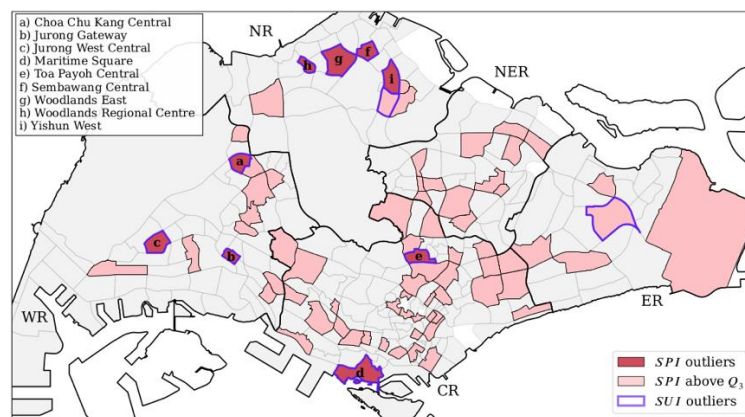 a) Choa Chu Kang Central
b) Jurong Gateway
c) Jurong West Central
d) Maritime Square
e) Toa Payoh Central
f) Sembawang Central
g) Woodlands East
h) Woodlands Regional Centre
i) Yishun West
NR
f
g
h
i
NER
a
c
b
e
ER
WR
d
CR
SPI outliers
SPI above Q₃
SUI outliers